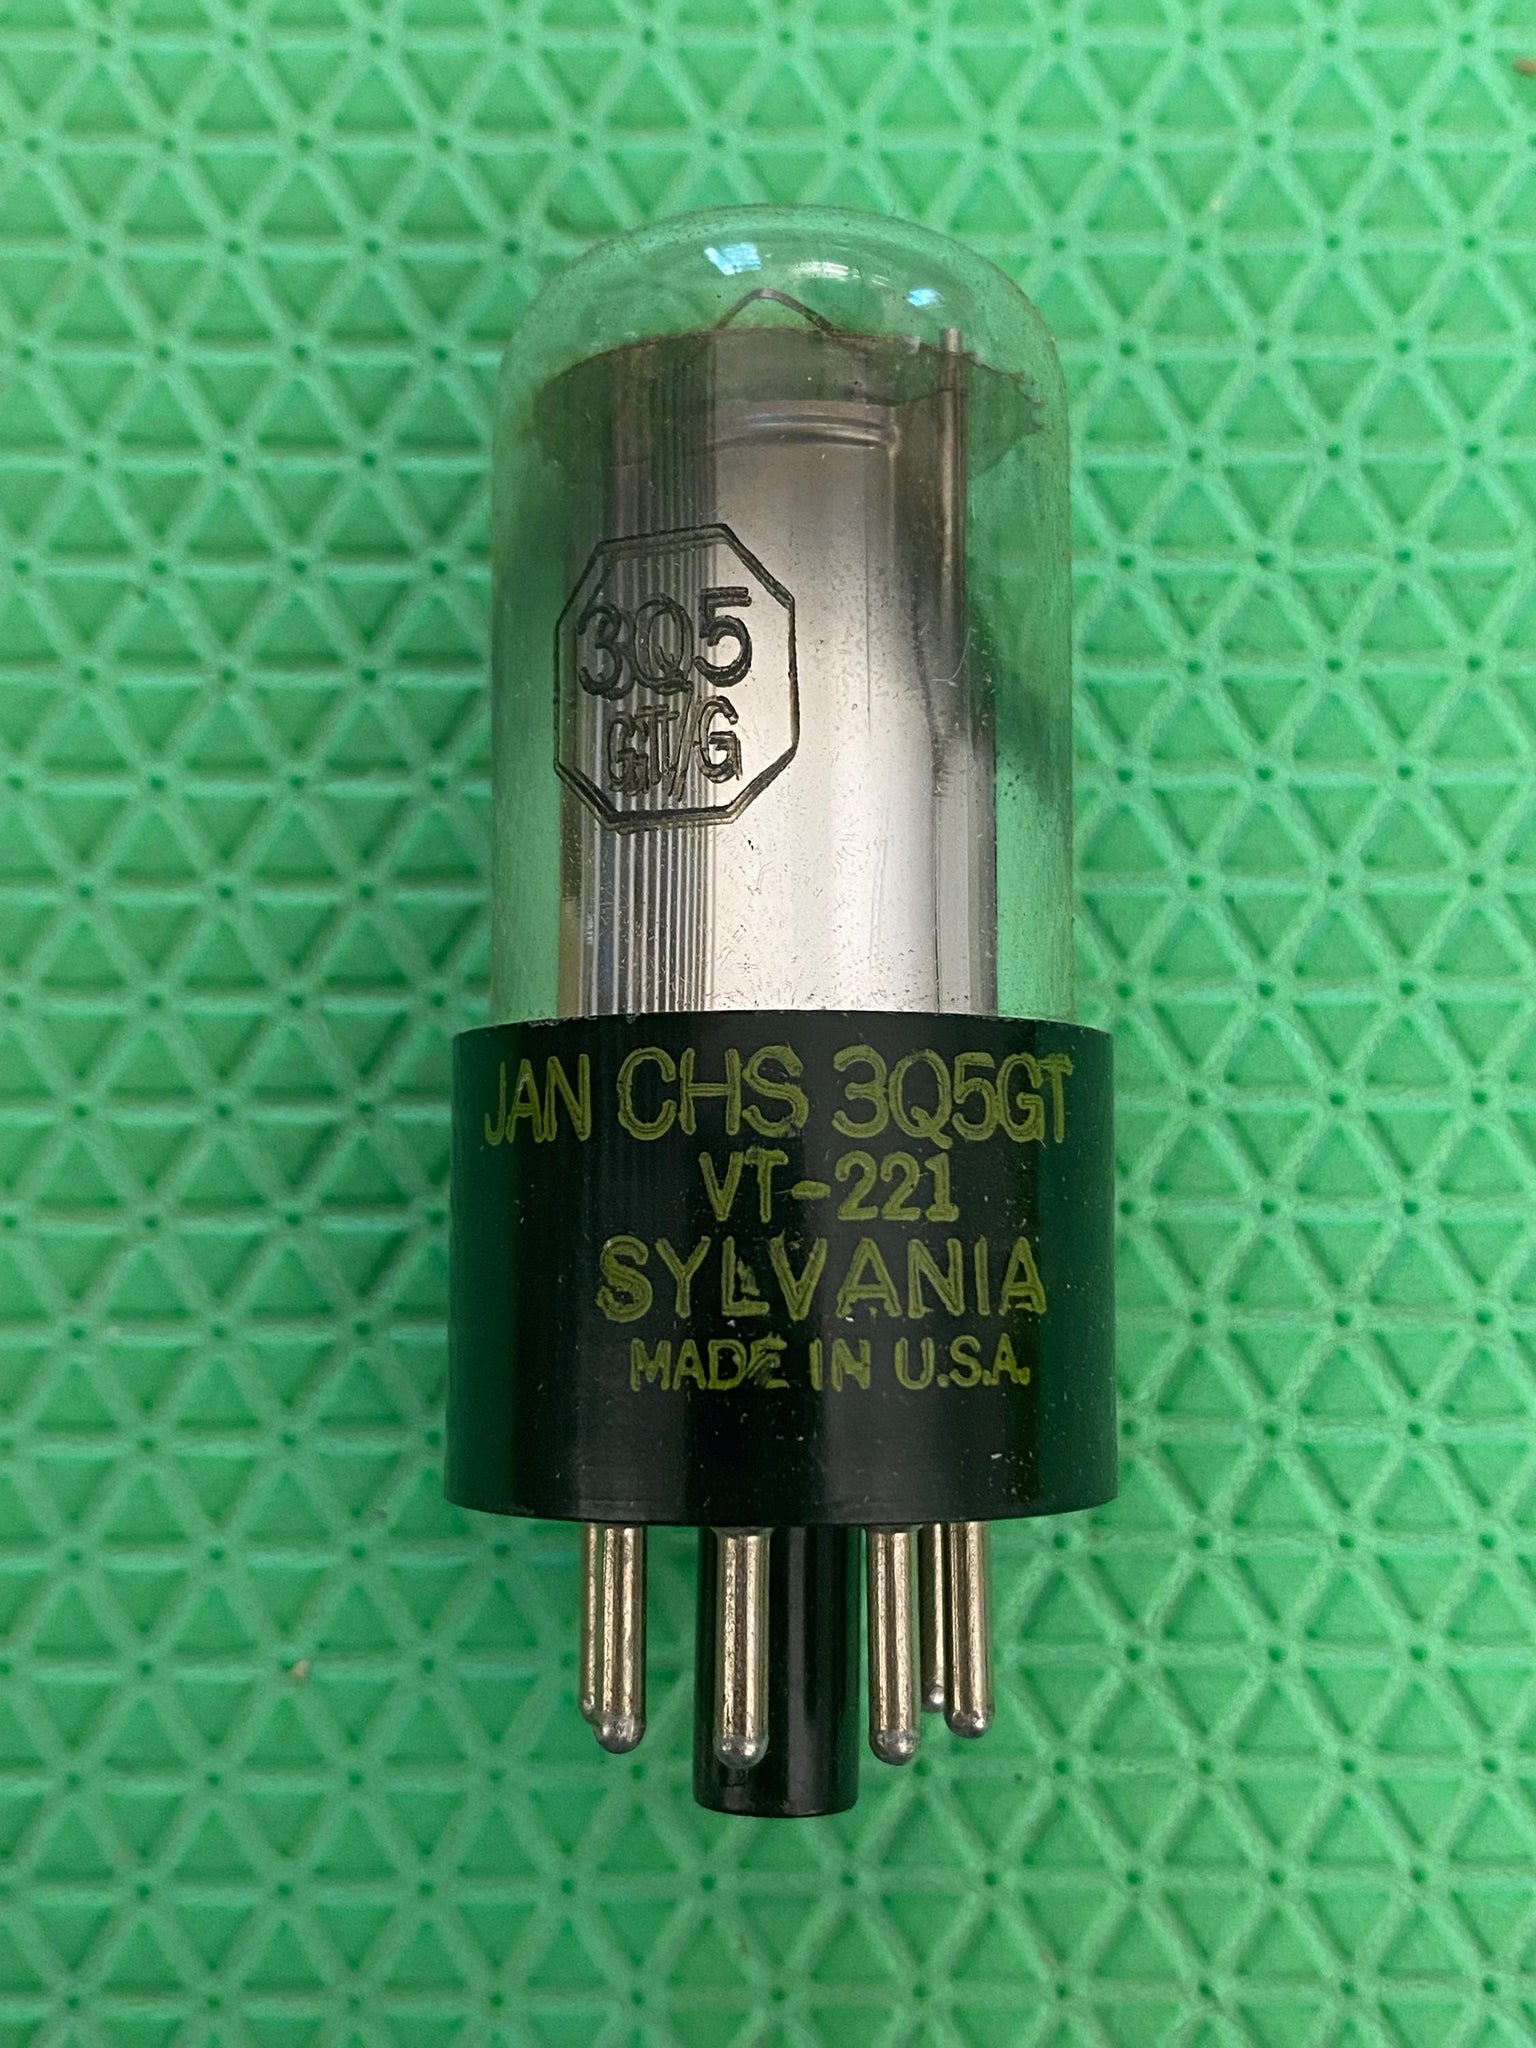 3Q5
GT/G
JAN CHS 3Q5GT
VT-221
SYLVANIA
MADE IN U.S.A.